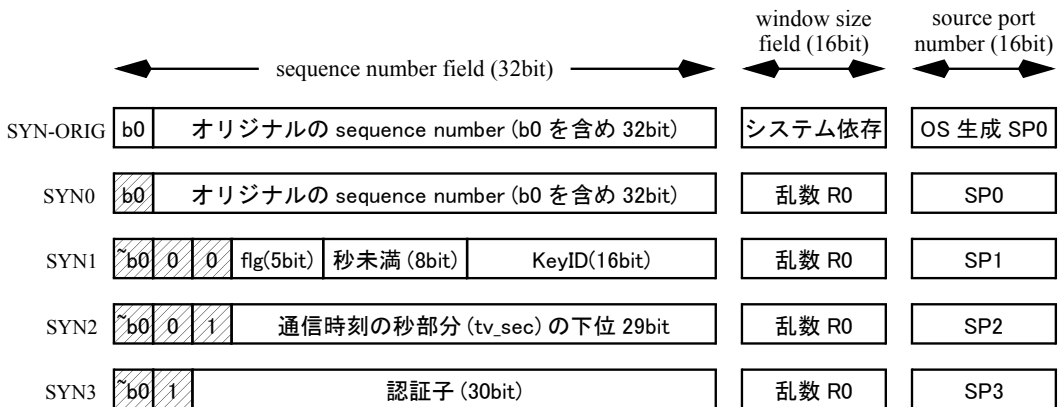 window size field (16bit)
source port number (16bit)
sequence number field (32bit)
SYN-ORIG b0 オリジナルの sequence number (b0 を含め 32bit) システム依存 OS 生成 SP0
SYN0 b0 オリジナルの sequence number (b0 を含め 32bit) 乱数 R0 SP0
SYN1 ~b0 0 0 flg(5bit) 秒未満 (8bit) KeyID(16bit) 乱数 R0 SP1
SYN2 ~b0 0 1 通信時刻の秒部分 (tv_sec) の下位 29bit 乱数 R0 SP2
SYN3 ~b0 1 認証子 (30bit) 乱数 R0 SP3